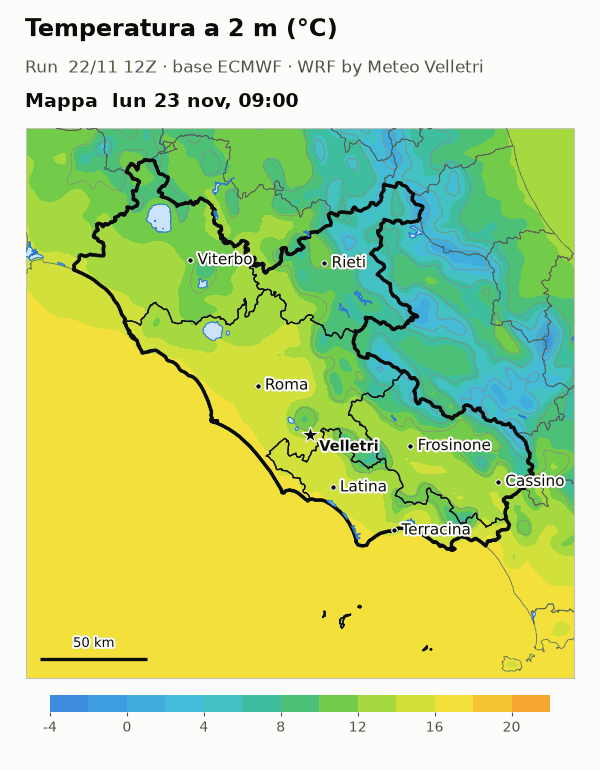 Temperatura a 2 m (°C)
Run  22/11 12Z · base ECMWF · WRF by Meteo Velletri
Mappa  lun 23 nov, 09:00
Viterbo
Rieti
Roma
Velletri
Frosinone
Cassino
Latina
Terracina
50 km
-4 0 4 8 12 16 20